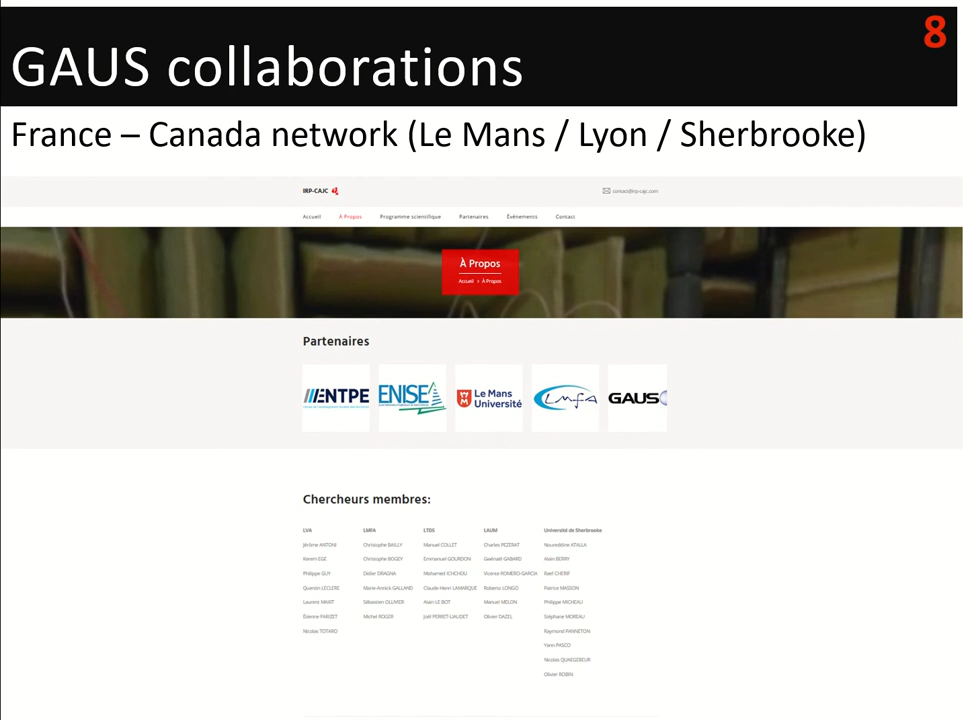 8
GAUS collaborations
France – Canada network (Le Mans / Lyon / Sherbrooke)
IRP-CAJC
contact@irp-cajc.com
Accueil À Propos Programme scientifique Partenaires Événements Contact
À Propos
Accueil > À Propos
Partenaires
ENTPE
ENISE
Le Mans
Université
LMFA
GAUS
Chercheurs membres:
LVA LMFA LTDS LAUM Université de Sherbrooke
Jérôme ANTONI Christophe BAILLY Manuel COLLET Charles PEZERAT Noureddine ATALLA
Kerem EGE Christophe BOGEY Emmanuel GOURDON Gwénaël GABARD Alain BERRY
Philippe GUY Didier DRAGNA Mohamed ICHCHOU Vicente ROMERO-GARCIA Raef CHERIF
Quentin LECLERE Marie-Annick GALLAND Claude-Henri LAMARQUE Roberto LONGO Patrice MASSON
Laurent MAXIT Sébastien OLLIVIER Alain LE BOT Manuel MELON Philippe MICHEAU
Étienne PARIZET Michel ROGER Joël PERRET-LIAUDET Olivier DAZEL Stéphane MOREAU
Nicolas TOTARO Raymond PANNETON
Yann PASCO
Nicolas QUAEGEBEUR
Olivier ROBIN